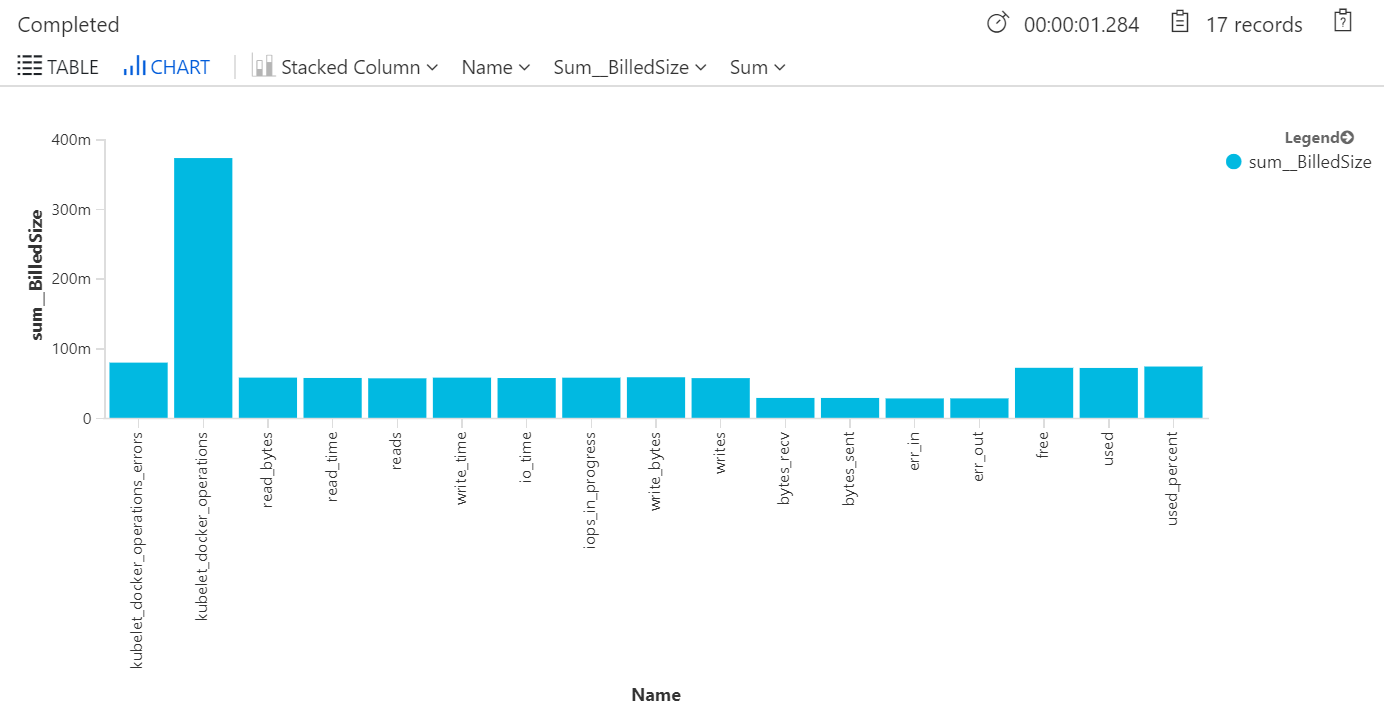 Completed
00:00:01.284
17 records
TABLE
CHART
Stacked Column
Name
Sum__BilledSize
Sum
Legend
sum__BilledSize
sum__BilledSize
400m
300m
200m
100m
0
kubelet_docker_operations_errors
kubelet_docker_operations
read_bytes
read_time
reads
write_time
io_time
iops_in_progress
write_bytes
writes
bytes_recv
bytes_sent
err_in
err_out
free
used
used_percent
Name